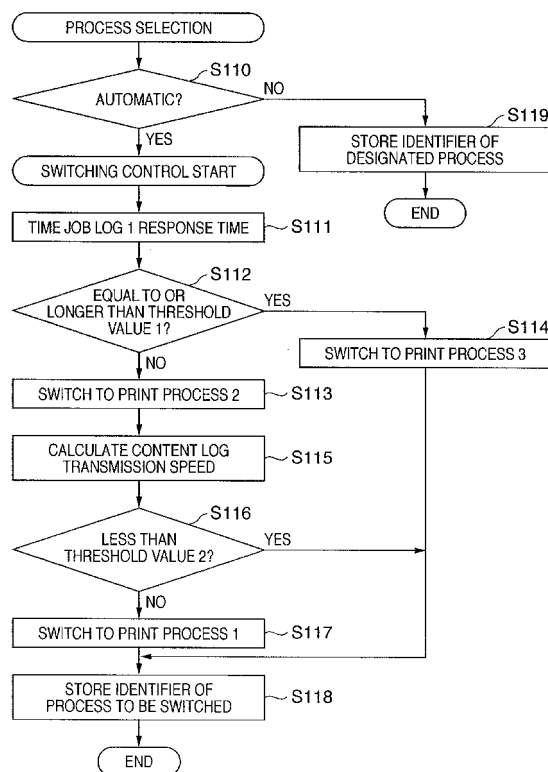 PROCESS SELECTION
S110
AUTOMATIC?
NO
YES
S119
STORE IDENTIFIER OF
DESIGNATED PROCESS
END
SWITCHING CONTROL START
TIME JOB LOG 1 RESPONSE TIME
S111
S112
EQUAL TO OR
LONGER THAN THRESHOLD
VALUE 1?
YES
NO
S114
SWITCH TO PRINT PROCESS 3
SWITCH TO PRINT PROCESS 2
S113
CALCULATE CONTENT LOG
TRANSMISSION SPEED
S115
S116
LESS THAN
THRESHOLD VALUE 2?
YES
NO
SWITCH TO PRINT PROCESS 1
S117
STORE IDENTIFIER OF
PROCESS TO BE SWITCHED
S118
END